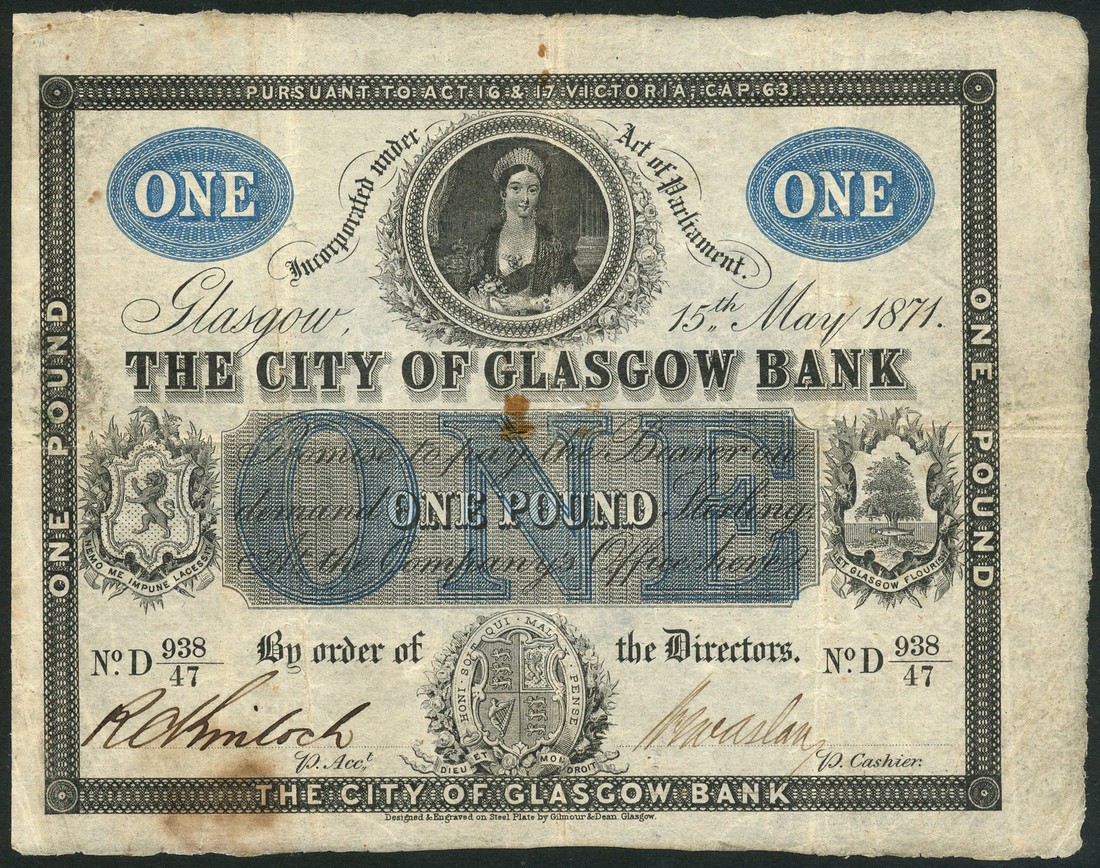 PURSUANT TO ACT 16 & 17 VICTORIA, CAP. 63
ONE
Incorporated under
Act of Parliament.
ONE
Glasgow,
15th May 1871.
THE CITY OF GLASGOW BANK
ONE
Promise to pay the Bearer on
demand ONE POUND Sterling
At the Company's Office here
NEMO ME IMPUNE LACESSIT
LET GLASGOW FLOURISH
ONE POUND
ONE POUND
No. D 938/47
By order of
the Directors.
No. D 938/47
HONI SOIT QUI MAL Y PENSE
DIEU ET MON DROIT
R Kinloch
P. Acct.
P. Cashier.
THE CITY OF GLASGOW BANK
Designed & Engraved on Steel Plate by Gilmour & Dean. Glasgow.